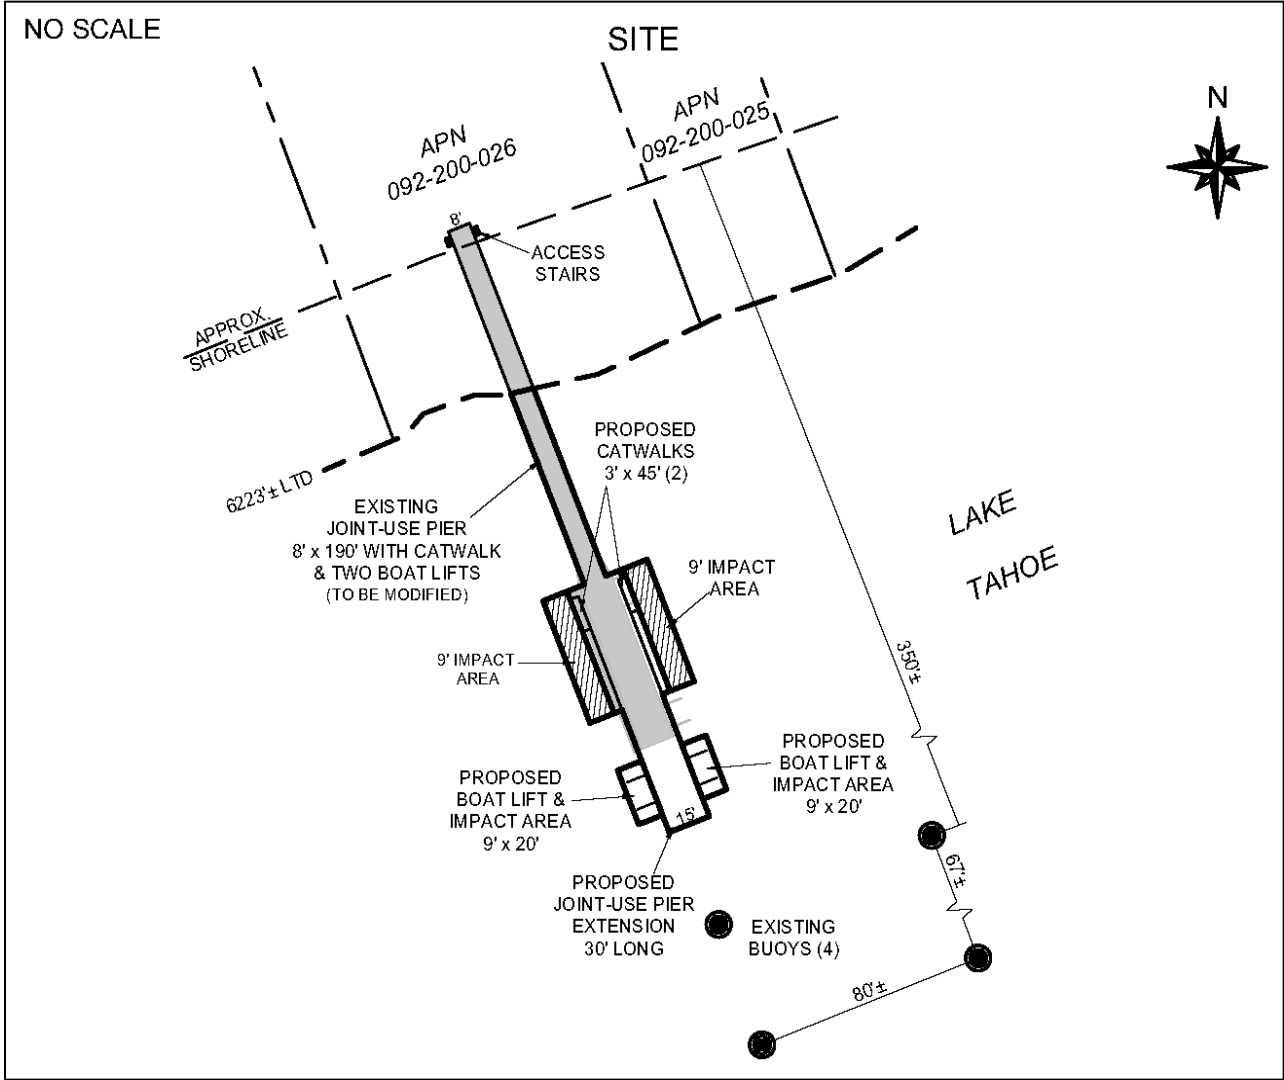 NO SCALE
SITE
N
APN
092-200-026
APN
092-200-025
8'
ACCESS
STAIRS
APPROX.
SHORELINE
6223'± LTD
PROPOSED
CATWALKS
3' x 45' (2)
EXISTING
JOINT-USE PIER
8' x 190' WITH CATWALK
& TWO BOAT LIFTS
(TO BE MODIFIED)
LAKE
TAHOE
9' IMPACT
AREA
9' IMPACT
AREA
350'±
PROPOSED
BOAT LIFT &
IMPACT AREA
9' x 20'
PROPOSED
BOAT LIFT &
IMPACT AREA
9' x 20'
15'
67'±
PROPOSED
JOINT-USE PIER
EXTENSION
30' LONG
EXISTING
BUOYS (4)
80'±